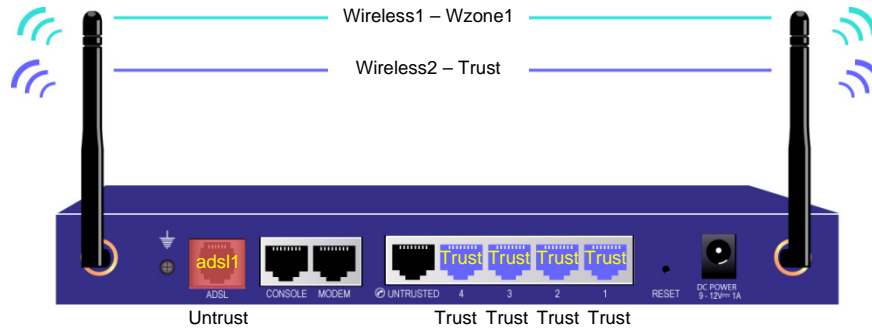 Wireless1 – Wzone1
Wireless2 – Trust
adsl1 Trust Trust Trust Trust
ADSL CONSOLE MODEM UNTRUSTED 4 3 2 1 RESET DC POWER
9 - 12V⎓ 1A
Untrust Trust Trust Trust Trust